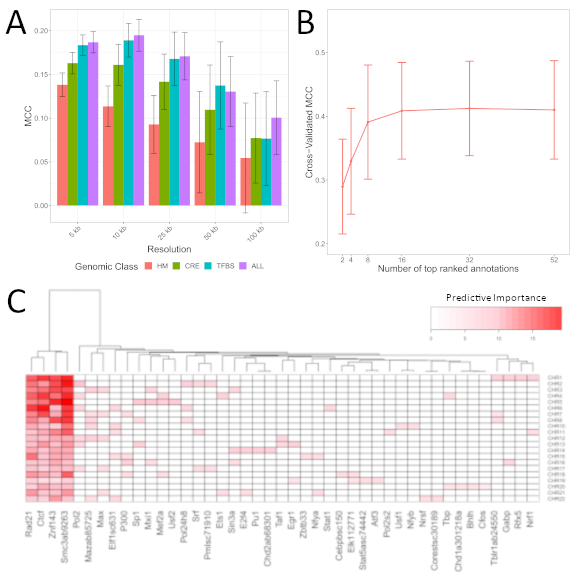 A
MCC
0.20
0.15
0.10
0.05
0.00
5 kb
10 kb
25 kb
50 kb
100 kb
Resolution
Genomic Class
HM
CRE
TFBS
ALL
B
Cross-Validated MCC
0.5
0.4
0.3
0.2
2 4 8 16 32 52
Number of top ranked annotations
C
Predictive Importance
0 5 10 15
CHR1
CHR2
CHR3
CHR4
CHR5
CHR6
CHR7
CHR8
CHR10
CHR11
CHR12
CHR13
CHR14
CHR15
CHR16
CHR17
CHR18
CHR19
CHR20
CHR21
CHR22
Rad21
Ctcf
Znf143
Smc3ab9263
Pol2
Mazab85725
Max
Elf1sc631
P300
Sp1
Mxi1
Mef2a
Usf2
Pol24h8
Srf
Pmlsc71910
Ets1
Sin3a
E2f4
Pu1
Chd2ab68301
Taf1
Egr1
Zbtb33
Nfya
Stat1
Cebpbsc150
Elk112771
Stat5asc74442
Atf3
Pol2s2
Usf1
Nfyb
Nrsf
Corestsc30189
Tbp
Chd1a301218a
Bhlh
Cfos
Tblr1ab24550
Gabp
Rfx5
Nrf1